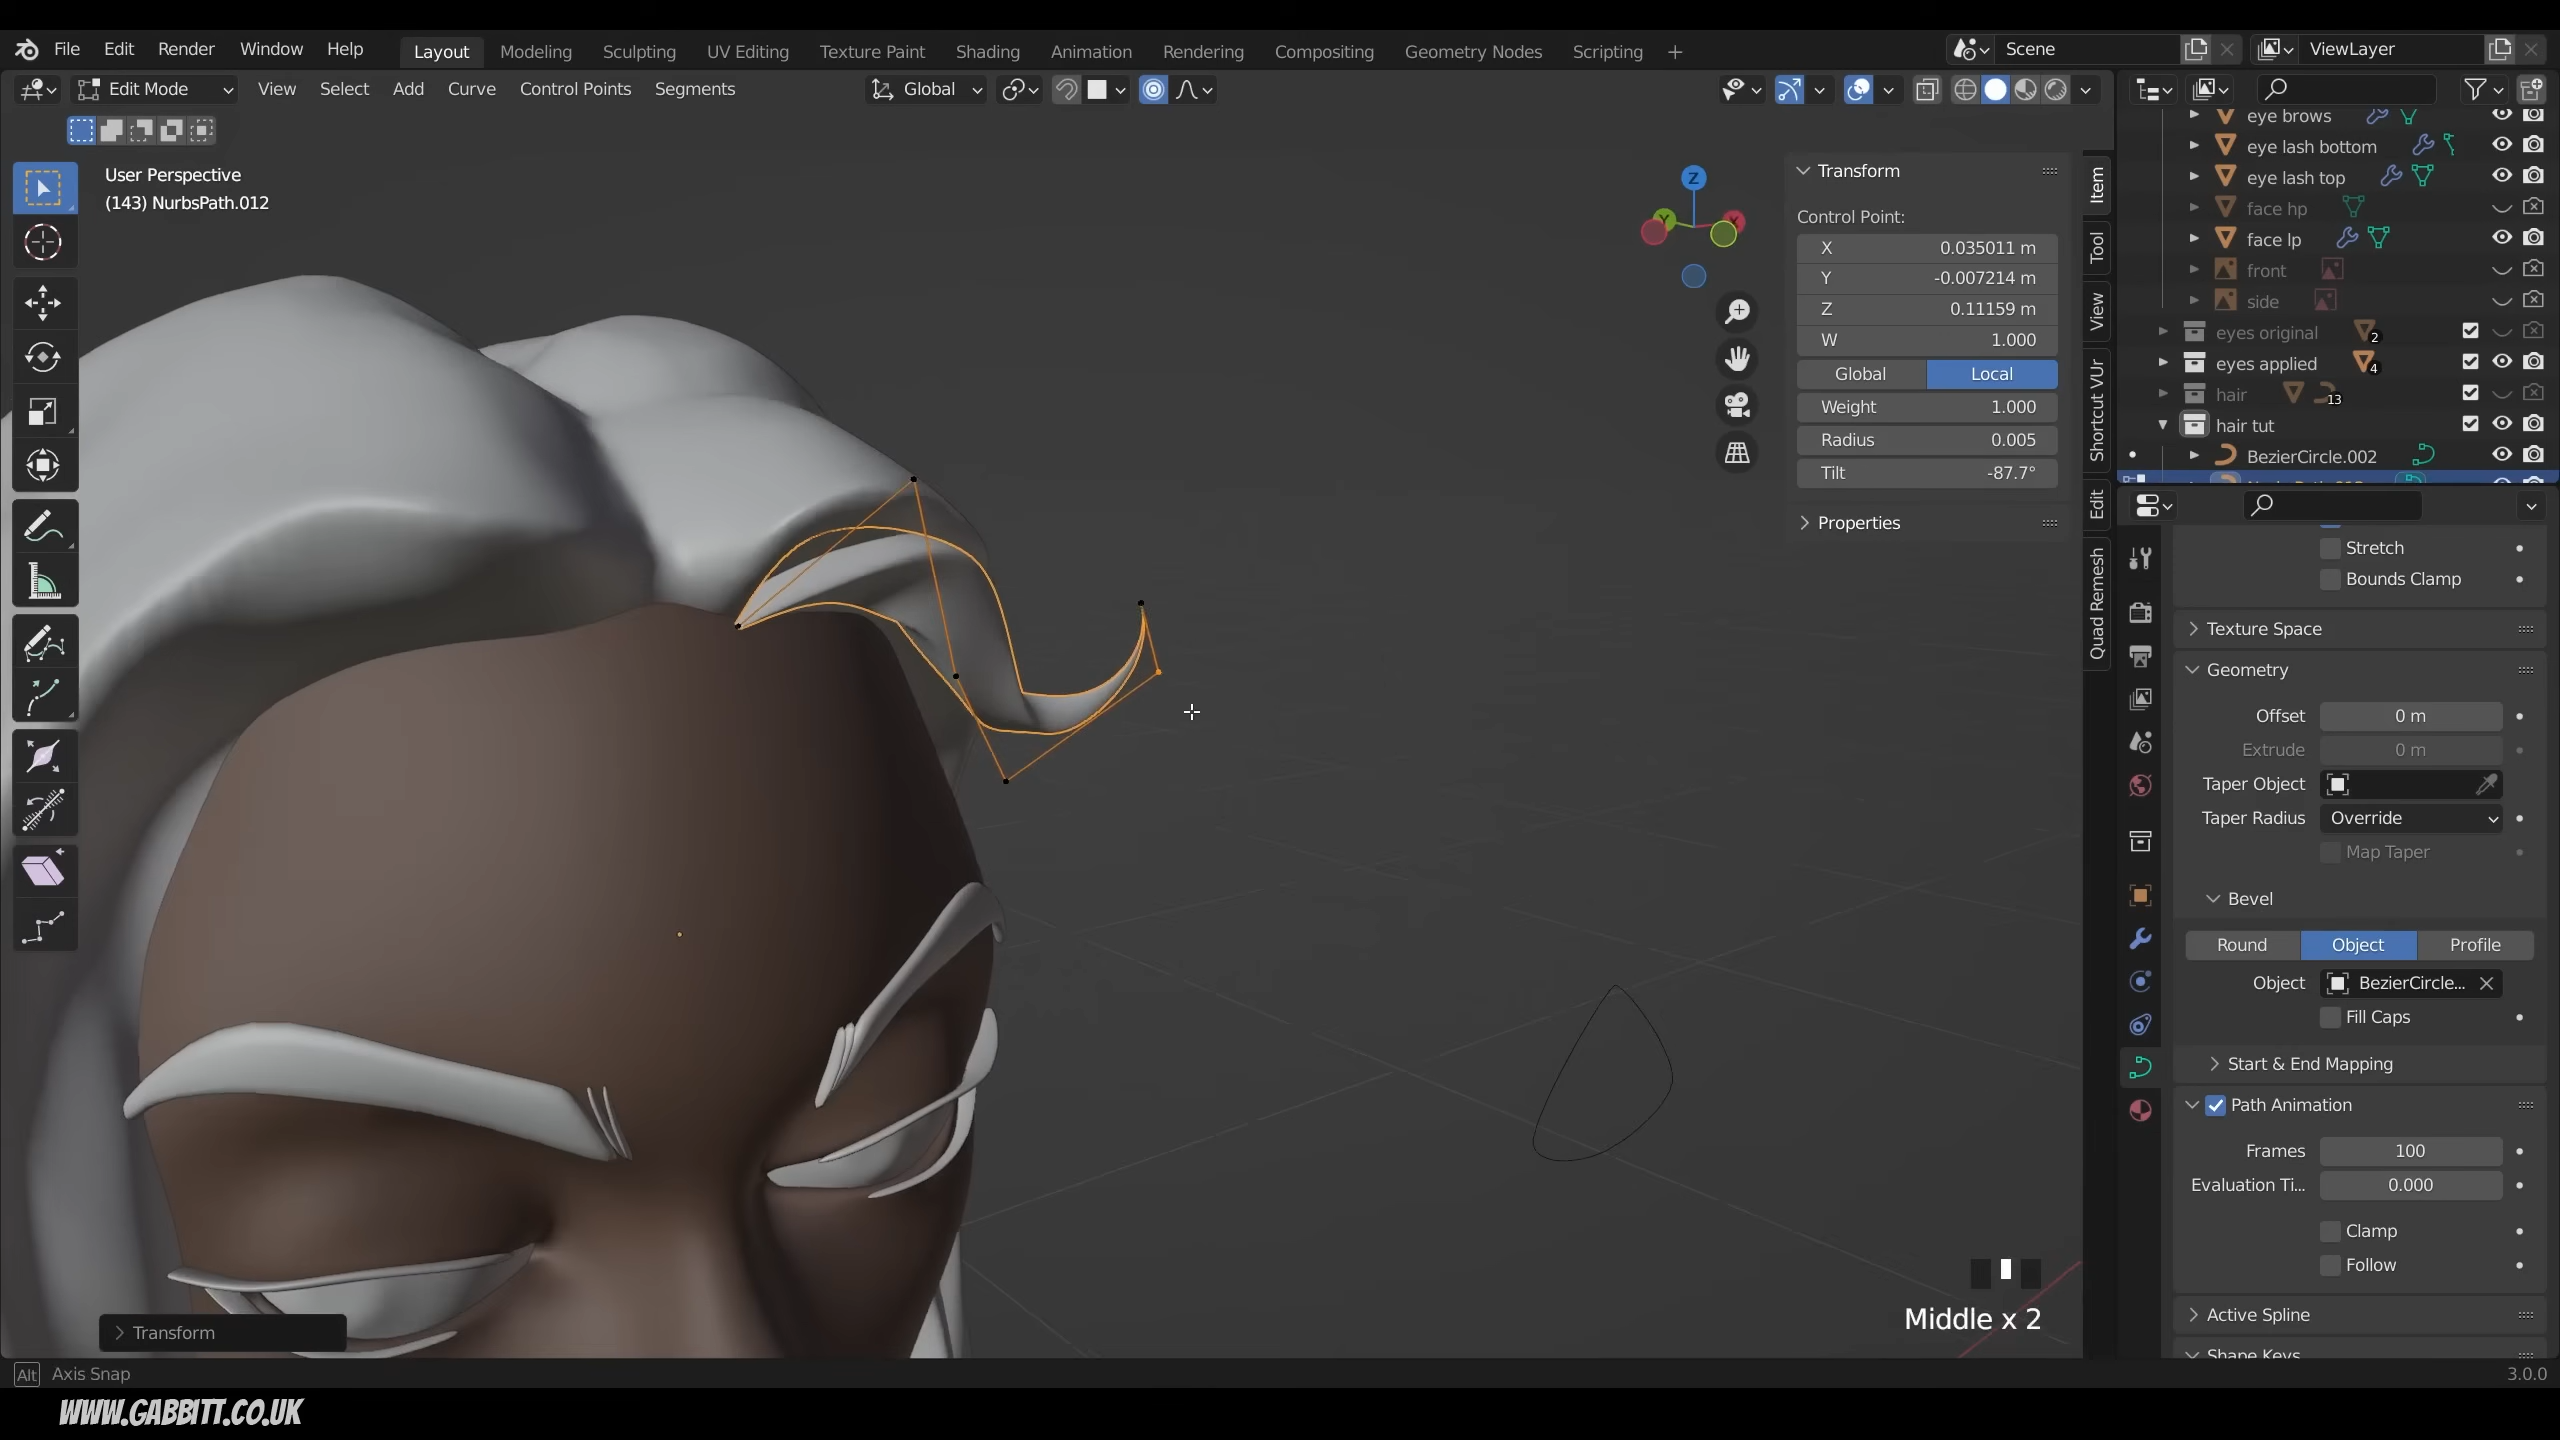 File Edit Render Window Help Layout Modeling Sculpting UV Editing Texture Paint Shading Animation Rendering Compositing Geometry Nodes Scripting + Scene ViewLayer
Edit Mode View Select Add Curve Control Points Segments Global
User Perspective
(143) NurbsPath.012
Z
Y
X
Transform
Control Point:
X 0.035011 m
Y -0.007214 m
Z 0.11159 m
W 1.000
Global Local
Weight 1.000
Radius 0.005
Tilt -87.7°
Properties
Item
Tool
View
Shortcut VUr
Edit
Quad Remesh
eye brows
eye lash bottom
eye lash top
face hp
face lp
front
side
eyes original 2
eyes applied 4
hair 13
hair tut
BezierCircle.002
Stretch
Bounds Clamp
Texture Space
Geometry
Offset 0 m
Extrude 0 m
Taper Object
Taper Radius Override
Map Taper
Bevel
Round Object Profile
Object BezierCircle...
Fill Caps
Start & End Mapping
Path Animation
Frames 100
Evaluation Ti... 0.000
Clamp
Follow
Active Spline
Shape Keys
Middle x 2
Transform
Alt Axis Snap
3.0.0
WWW.GABBITT.CO.UK